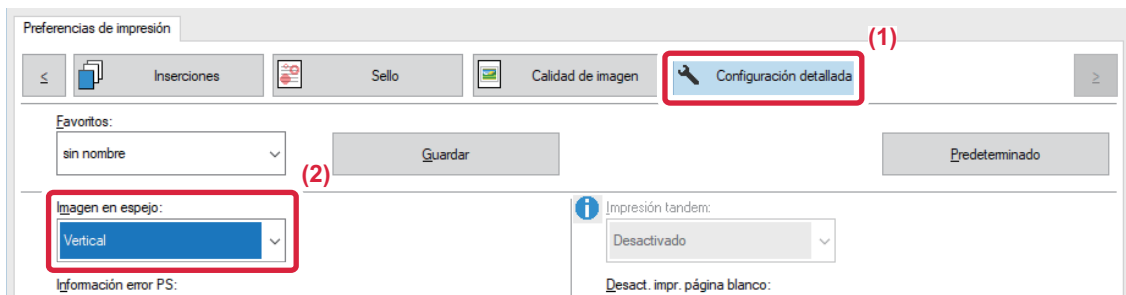 Preferencias de impresión
(1)
<
Inserciones
Sello
Calidad de imagen
Configuración detallada
>
Favoritos:
sin nombre
Guardar
Predeterminado
(2)
Imagen en espejo:
Vertical
Impresión tandem:
Desactivado
Información error PS:
Desact. impr. página blanco: